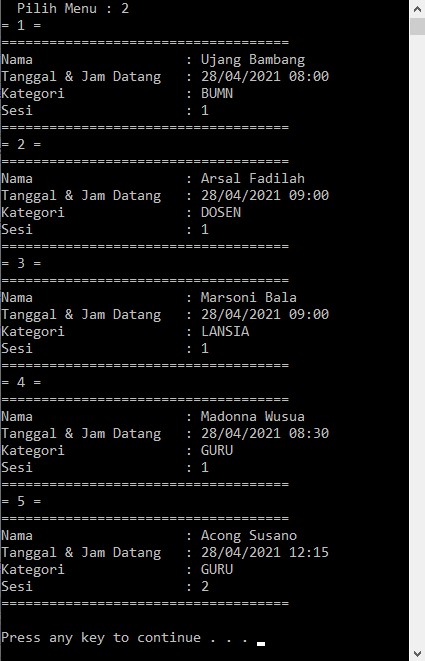 Pilih Menu : 2
= 1 =
====================================
Nama                   : Ujang Bambang
Tanggal & Jam Datang   : 28/04/2021 08:00
Kategori               : BUMN
Sesi                   : 1
====================================
= 2 =
====================================
Nama                   : Arsal Fadilah
Tanggal & Jam Datang   : 28/04/2021 09:00
Kategori               : DOSEN
Sesi                   : 1
====================================
= 3 =
====================================
Nama                   : Marsoni Bala
Tanggal & Jam Datang   : 28/04/2021 09:00
Kategori               : LANSIA
Sesi                   : 1
====================================
= 4 =
====================================
Nama                   : Madonna Wusua
Tanggal & Jam Datang   : 28/04/2021 08:30
Kategori               : GURU
Sesi                   : 1
====================================
= 5 =
====================================
Nama                   : Acong Susano
Tanggal & Jam Datang   : 28/04/2021 12:15
Kategori               : GURU
Sesi                   : 2
====================================
Press any key to continue . . .